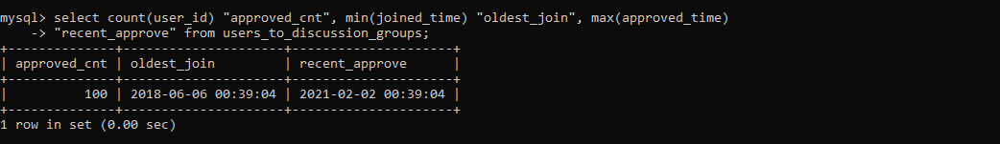 mysql> select count(user_id) "approved_cnt", min(joined_time) "oldest_join", max(approved_time)
    -> "recent_approve" from users_to_discussion_groups;
+--------------+---------------------+---------------------+
| approved_cnt | oldest_join         | recent_approve      |
+--------------+---------------------+---------------------+
|          100 | 2018-06-06 00:39:04 | 2021-02-02 00:39:04 |
+--------------+---------------------+---------------------+
1 row in set (0.00 sec)